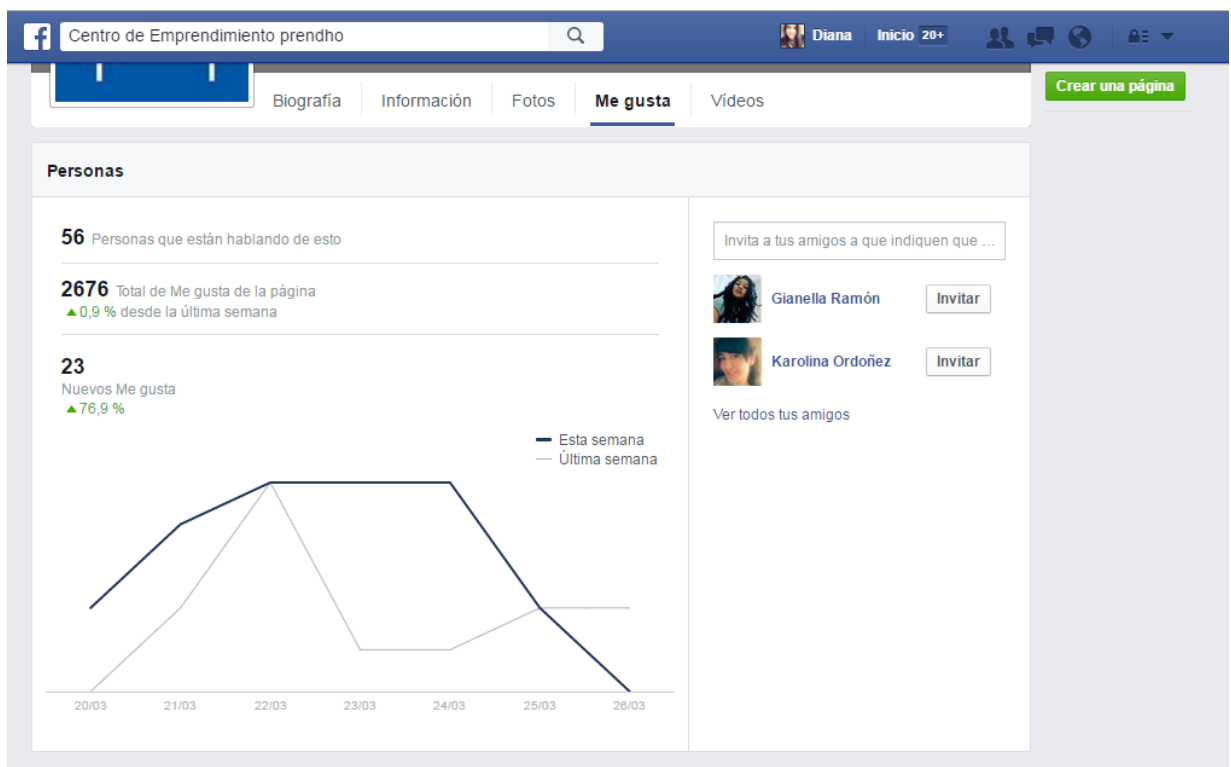 Centro de Emprendimiento prendho
Diana Inicio 20+
Biografía Información Fotos Me gusta Vídeos
Crear una página
Personas
56 Personas que están hablando de esto
2676 Total de Me gusta de la página
0,9 % desde la última semana
23
Nuevos Me gusta
76,9 %
Esta semana
Última semana
20/03 21/03 22/03 23/03 24/03 25/03 26/03
Invita a tus amigos a que indiquen que ...
Gianella Ramón Invitar
Karolina Ordoñez Invitar
Ver todos tus amigos